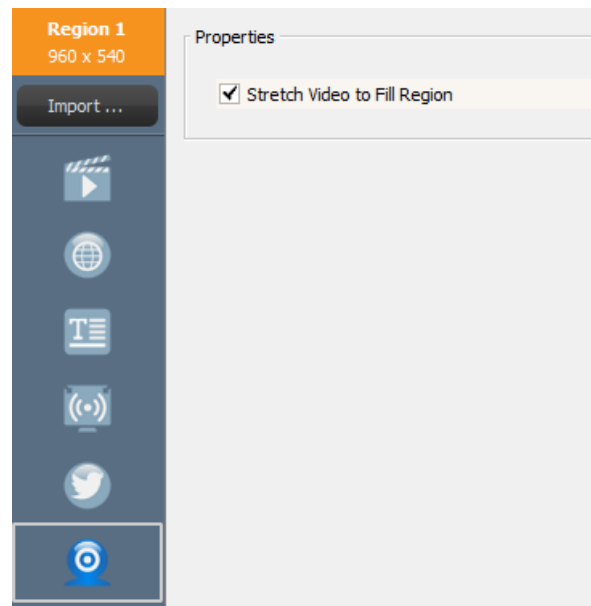 Region 1
960 x 540
Import ...
Properties
Stretch Video to Fill Region
T